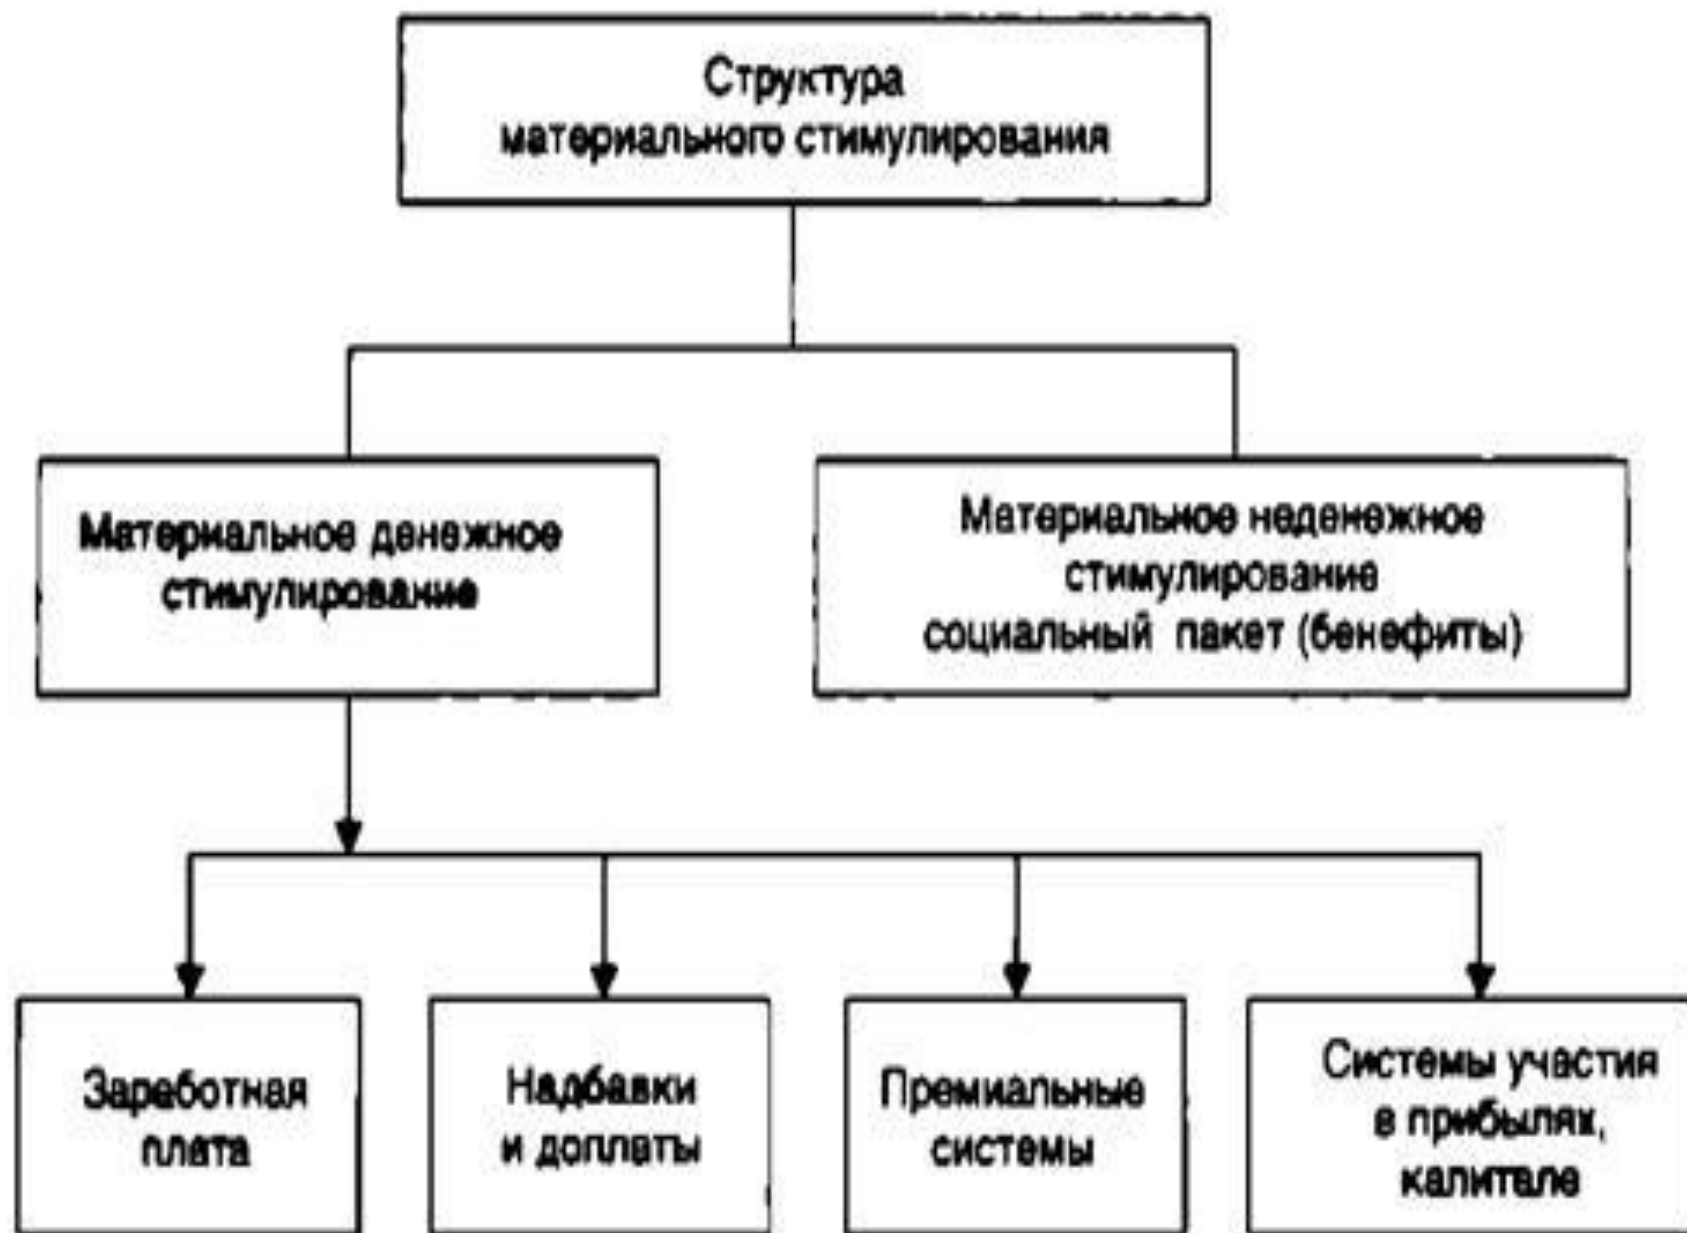 Структура
материального стимулирования
Материальное денежное
стимулирование
Материальное неденежное
стимулирование
социальный пакет (бенефиты)
Заработная
плата
Надбавки
и доплаты
Премиальные
системы
Системы участия
в прибылях,
капитале